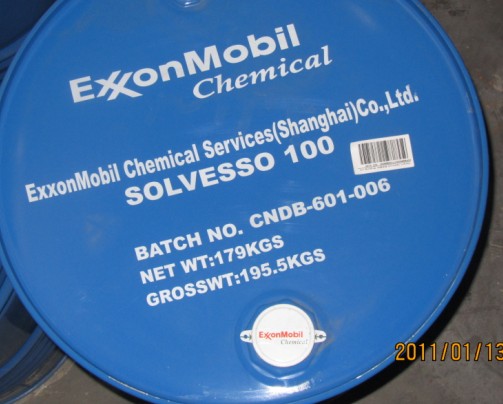 ExxonMobil
Chemical
ExxonMobil Chemical Services(Shanghai)Co.,Ltd.
SOLVESSO 100
BATCH NO. CNDB-601-006
NET WT:179KGS
GROSSWT:195.5KGS
ExxonMobil
Chemical
2011/01/13